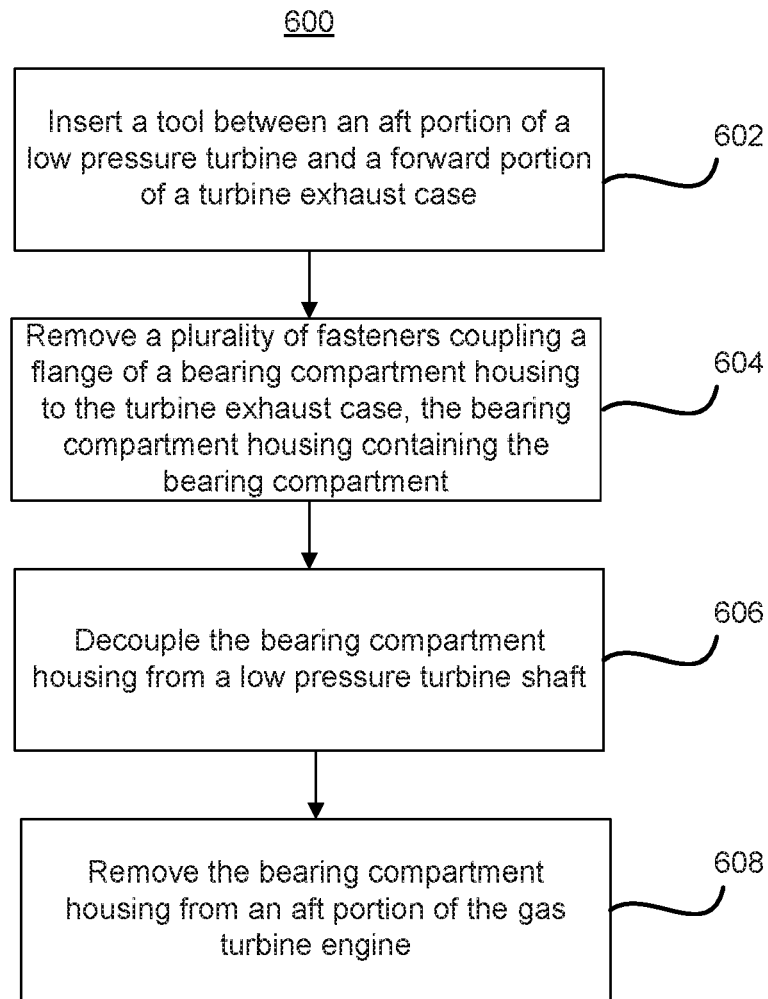 600
Insert a tool between an aft portion of a
low pressure turbine and a forward portion
of a turbine exhaust case
602
Remove a plurality of fasteners coupling a
flange of a bearing compartment housing
to the turbine exhaust case, the bearing
compartment housing containing the
bearing compartment
604
Decouple the bearing compartment
housing from a low pressure turbine shaft
606
Remove the bearing compartment
housing from an aft portion of the gas
turbine engine
608